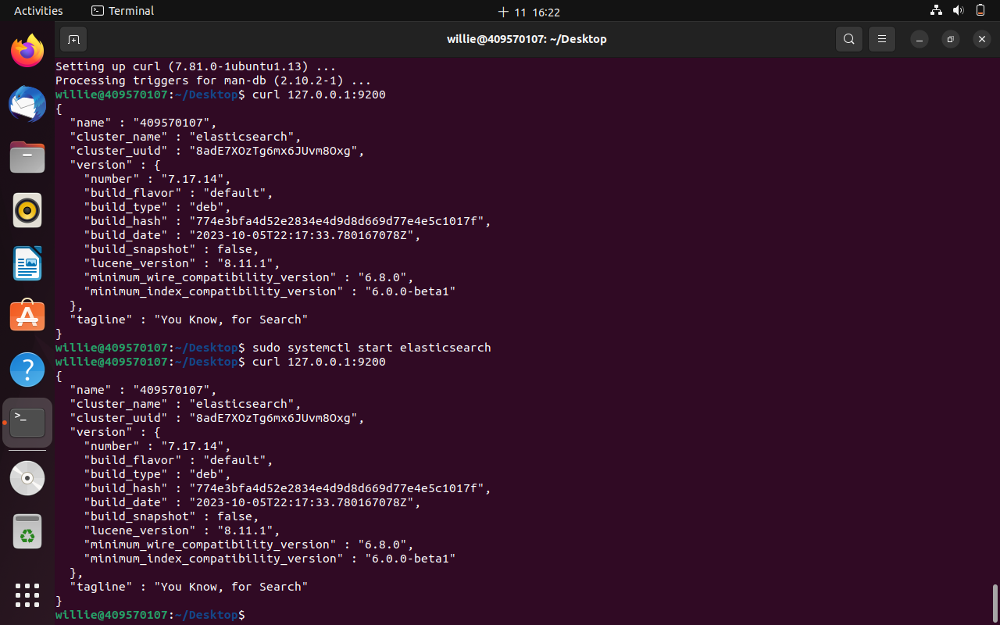 Activities
Terminal
十 11 16:22
willie@409570107: ~/Desktop
Setting up curl (7.81.0-1ubuntu1.13) ...
Processing triggers for man-db (2.10.2-1) ...
willie@409570107:~/Desktop$ curl 127.0.0.1:9200
{
  "name" : "409570107",
  "cluster_name" : "elasticsearch",
  "cluster_uuid" : "8adE7XOzTg6mx6JUvm8Oxg",
  "version" : {
    "number" : "7.17.14",
    "build_flavor" : "default",
    "build_type" : "deb",
    "build_hash" : "774e3bfa4d52e2834e4d9d8d669d77e4e5c1017f",
    "build_date" : "2023-10-05T22:17:33.780167078Z",
    "build_snapshot" : false,
    "lucene_version" : "8.11.1",
    "minimum_wire_compatibility_version" : "6.8.0",
    "minimum_index_compatibility_version" : "6.0.0-beta1"
  },
  "tagline" : "You Know, for Search"
}
willie@409570107:~/Desktop$ sudo systemctl start elasticsearch
willie@409570107:~/Desktop$ curl 127.0.0.1:9200
{
  "name" : "409570107",
  "cluster_name" : "elasticsearch",
  "cluster_uuid" : "8adE7XOzTg6mx6JUvm8Oxg",
  "version" : {
    "number" : "7.17.14",
    "build_flavor" : "default",
    "build_type" : "deb",
    "build_hash" : "774e3bfa4d52e2834e4d9d8d669d77e4e5c1017f",
    "build_date" : "2023-10-05T22:17:33.780167078Z",
    "build_snapshot" : false,
    "lucene_version" : "8.11.1",
    "minimum_wire_compatibility_version" : "6.8.0",
    "minimum_index_compatibility_version" : "6.0.0-beta1"
  },
  "tagline" : "You Know, for Search"
}
willie@409570107:~/Desktop$